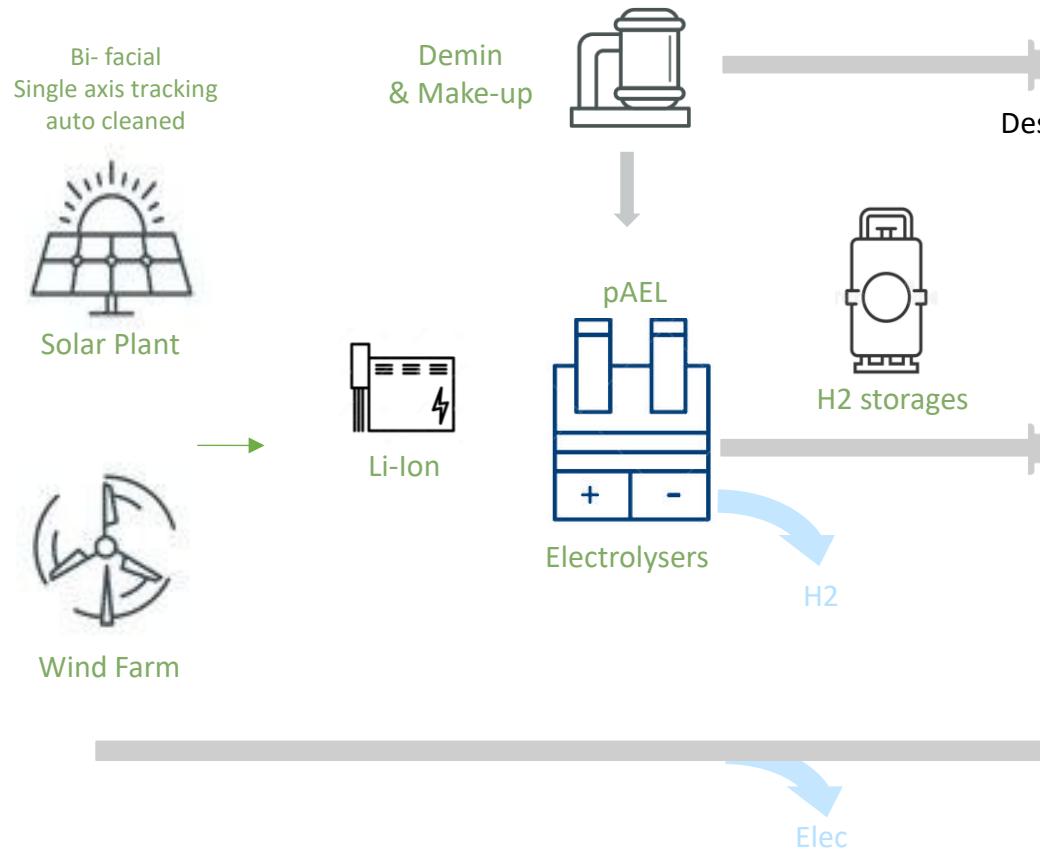 Bi- facial
Single axis tracking
auto cleaned
Demin
& Make-up
Des
pAEL
Solar Plant
H2 storages
Li-Ion
+ -
Electrolysers
H2
Wind Farm
Elec